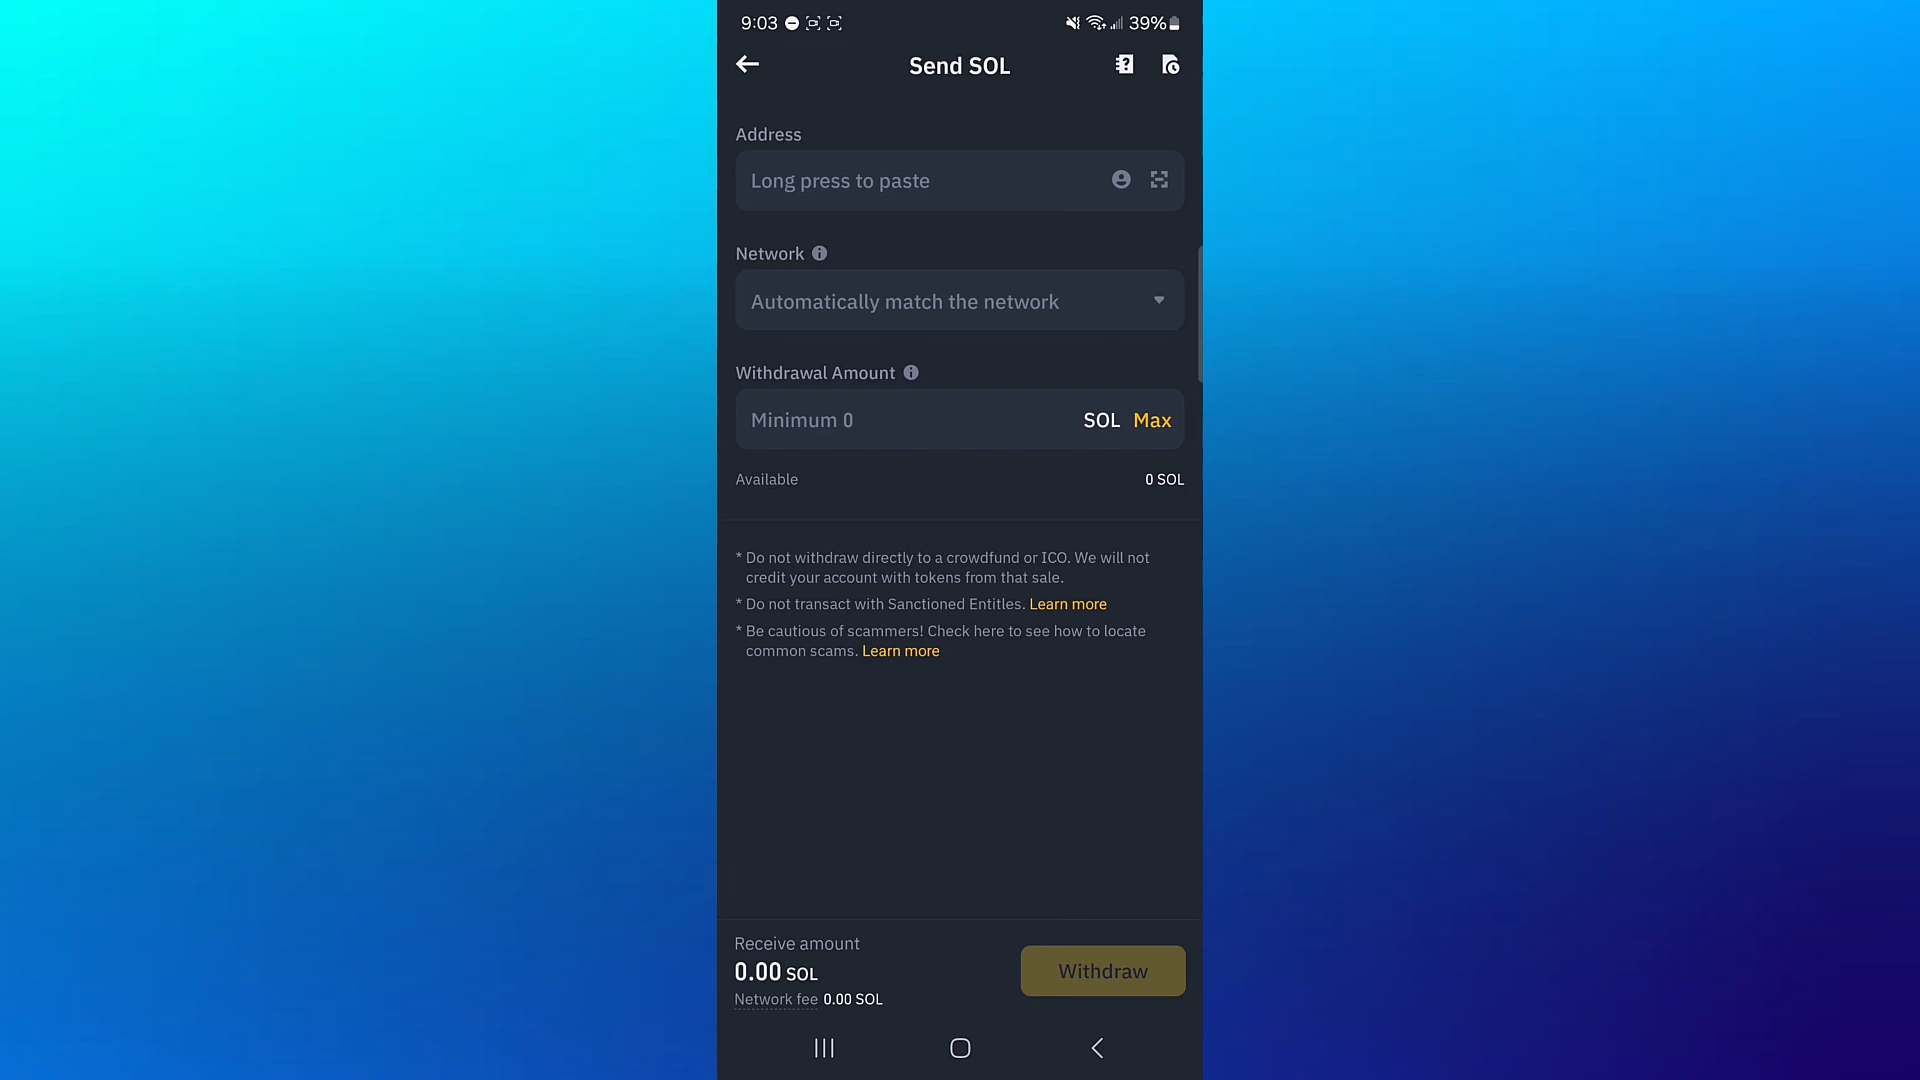 9:03 39%
Send SOL
Address
Long press to paste
Network
Automatically match the network
Withdrawal Amount
Minimum 0 SOL Max
Available 0 SOL
* Do not withdraw directly to a crowdfund or ICO. We will not
credit your account with tokens from that sale.
* Do not transact with Sanctioned Entitles. Learn more
* Be cautious of scammers! Check here to see how to locate
common scams. Learn more
Receive amount
0.00 SOL
Network fee 0.00 SOL
Withdraw